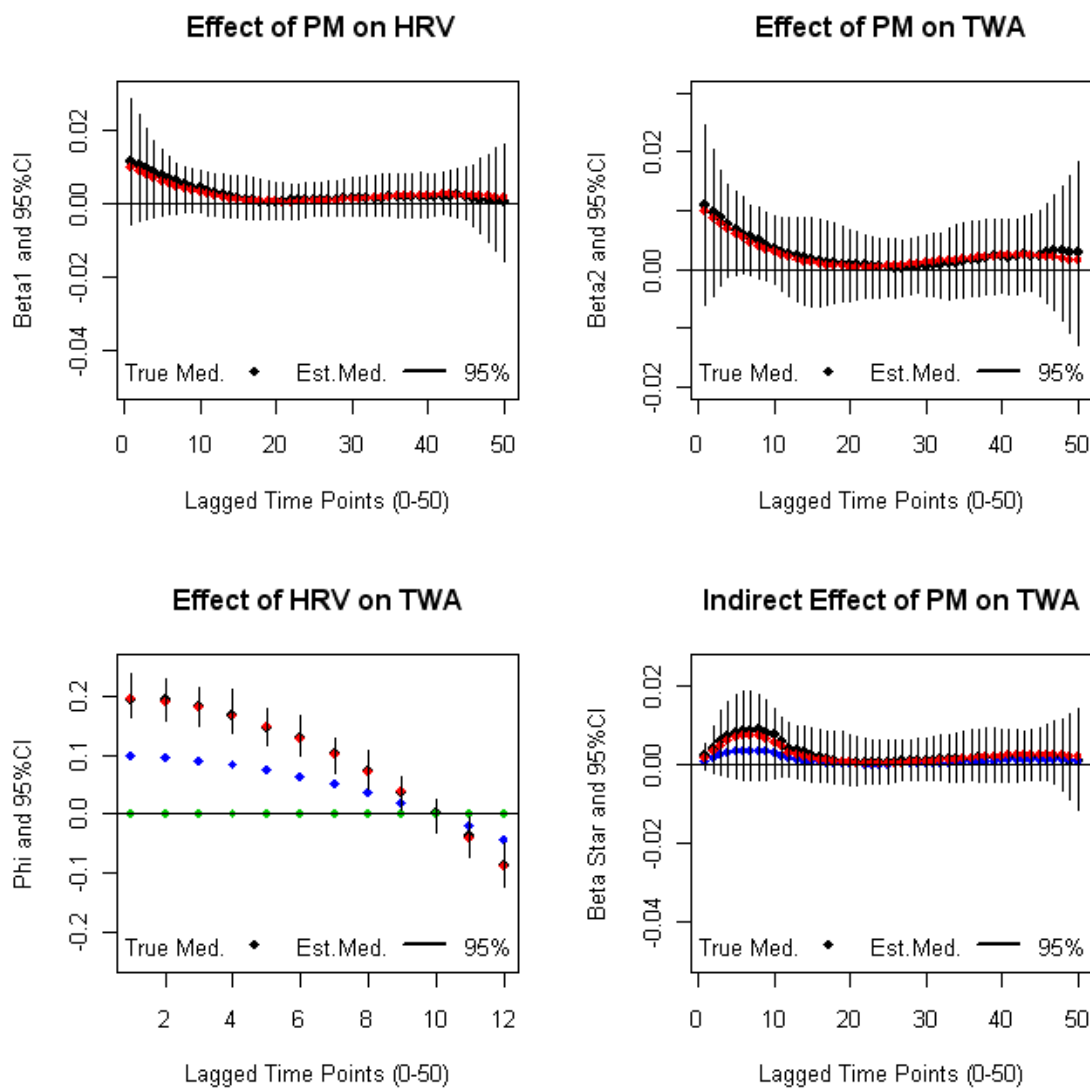 Effect of PM on HRV
Beta1 and 95%CI
0.02
0.00
-0.02
-0.04
True Med. Est.Med. 95%
0 10 20 30 40 50
Lagged Time Points (0-50)
Effect of PM on TWA
Beta2 and 95%CI
0.02
0.00
-0.02
True Med. Est.Med. 95%
0 10 20 30 40 50
Lagged Time Points (0-50)
Effect of HRV on TWA
Phi and 95%CI
0.2
0.1
0.0
-0.1
-0.2
True Med. Est.Med. 95%
2 4 6 8 10 12
Lagged Time Points (0-50)
Indirect Effect of PM on TWA
Beta Star and 95%CI
0.02
0.00
-0.02
-0.04
True Med. Est.Med. 95%
0 10 20 30 40 50
Lagged Time Points (0-50)